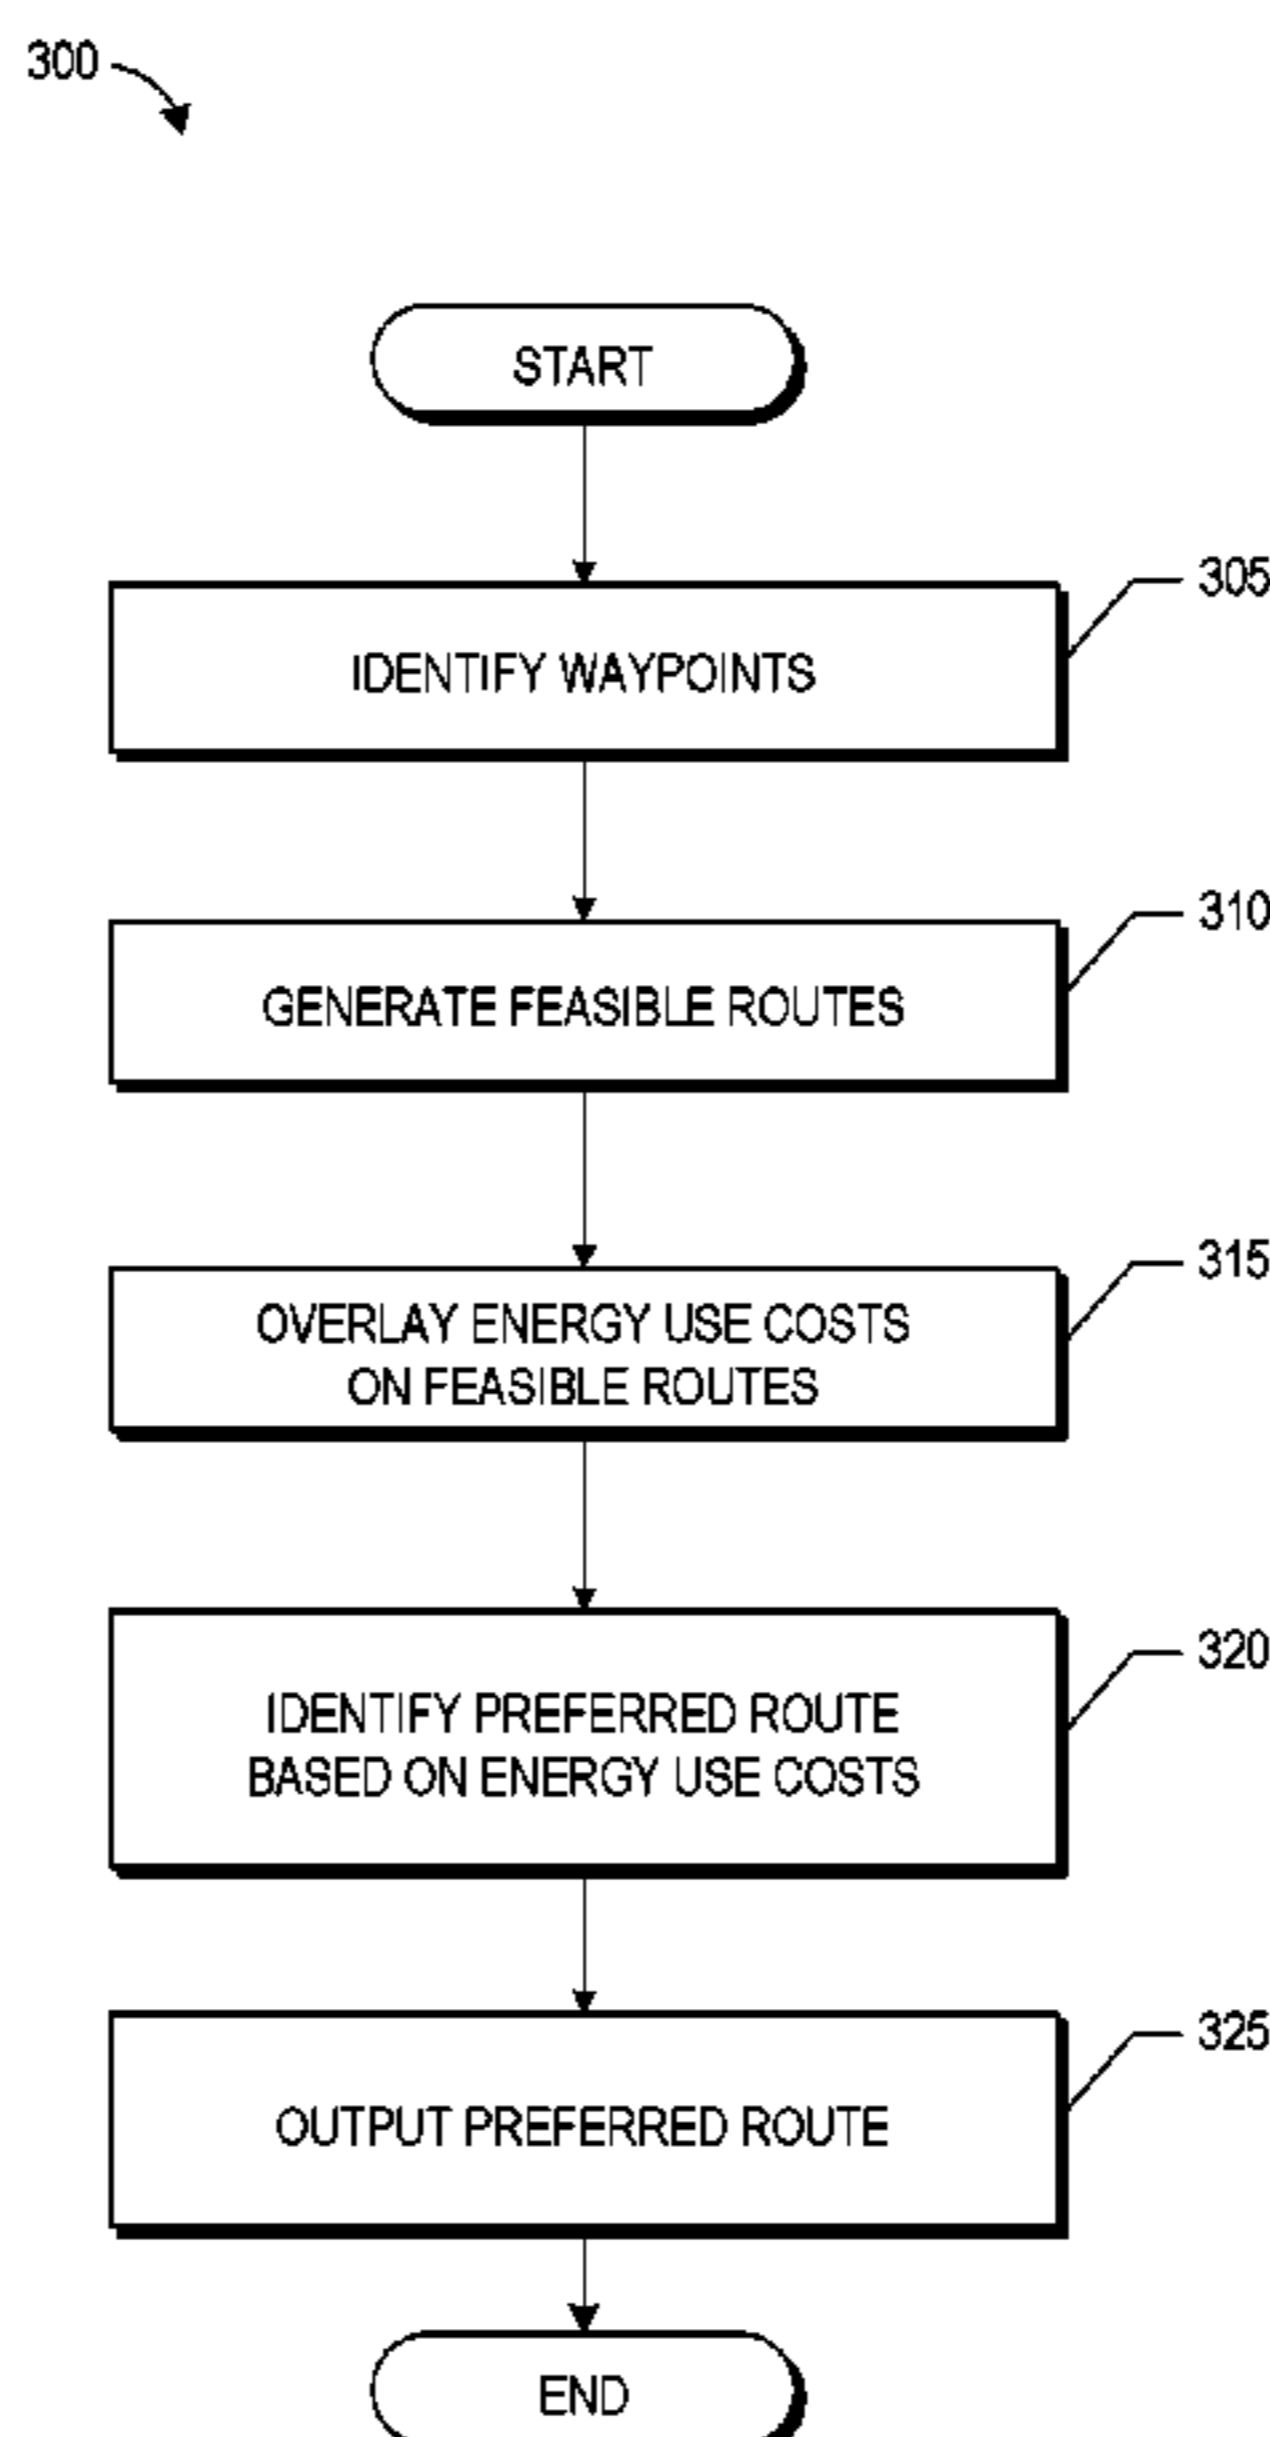 300
START
305
IDENTIFY WAYPOINTS
310
GENERATE FEASIBLE ROUTES
315
OVERLAY ENERGY USE COSTS
ON FEASIBLE ROUTES
320
IDENTIFY PREFERRED ROUTE
BASED ON ENERGY USE COSTS
325
OUTPUT PREFERRED ROUTE
END